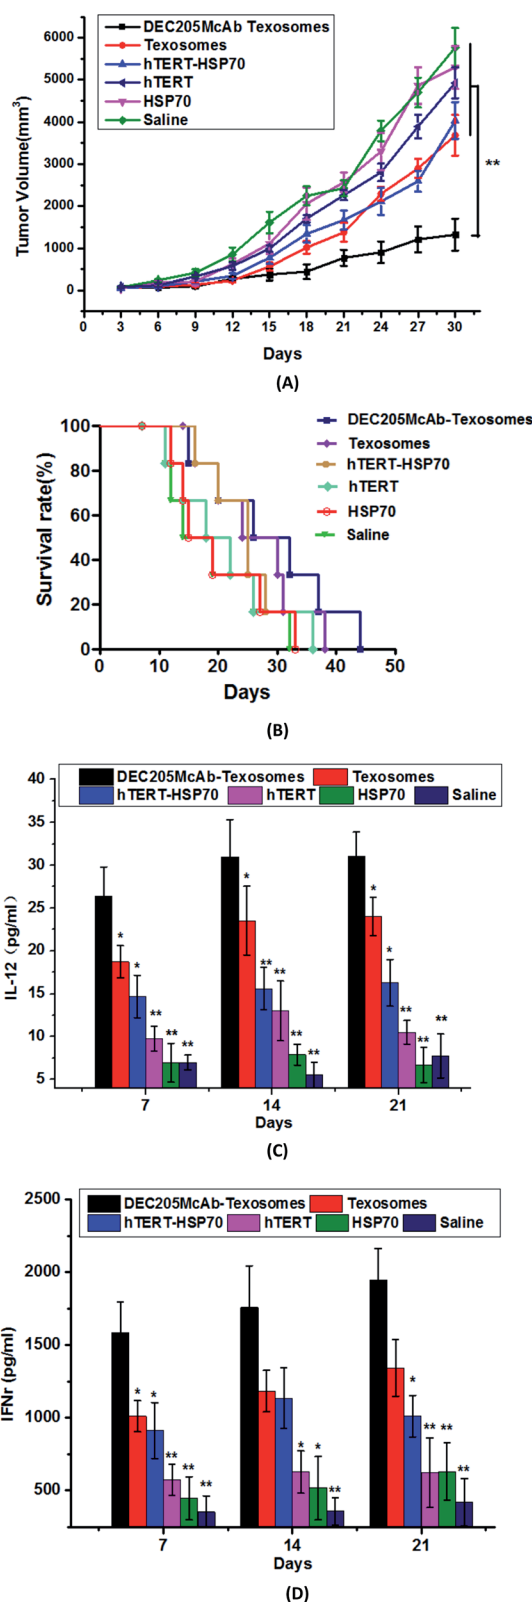 DEC205McAb Texosomes
Texosomes
hTERT-HSP70
hTERT
HSP70
Saline
Tumor Volume(mm³)
6000
5000
4000
3000
2000
1000
0
**
0 3 6 9 12 15 18 21 24 27 30
Days
(A)
DEC205McAb-Texosomes
Texosomes
hTERT-HSP70
hTERT
HSP70
Saline
Survival rate(%)
100
80
60
40
20
0
0 10 20 30 40 50
Days
(B)
DEC205McAb-Texosomes Texosomes
hTERT-HSP70 hTERT HSP70 Saline
IL-12 (pg/ml)
40
35
30
25
20
15
10
5
* * ** ** **
* ** ** ** **
* * ** ** **
7 14 21
Days
(C)
DEC205McAb-Texosomes Texosomes
hTERT-HSP70 hTERT HSP70 Saline
IFNr (pg/ml)
2500
2000
1500
1000
500
* * ** ** **
* * **
* ** ** **
7 14 21
Days
(D)